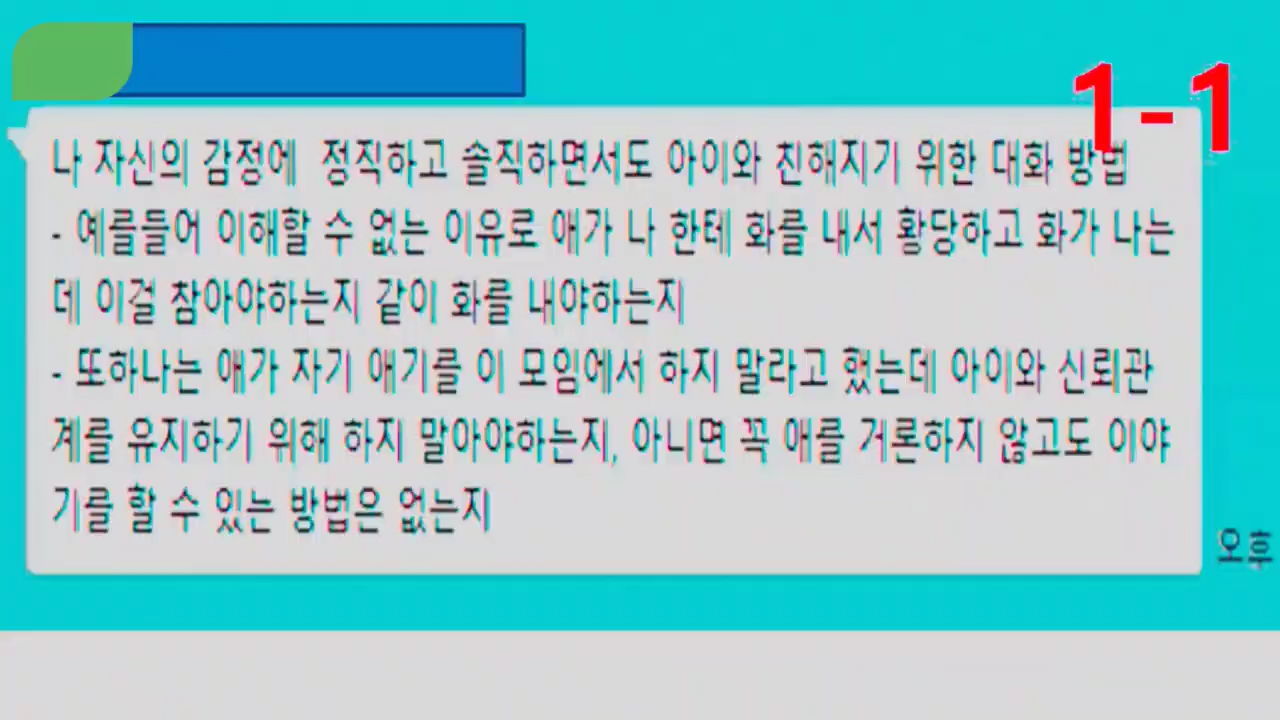 1-1
나 자신의 감정에 정직하고 솔직하면서도 아이와 친해지기 위한 대화 방법
- 예를들어 이해할 수 없는 이유로 애가 나 한테 화를 내서 황당하고 화가 나는
데 이걸 참아야하는지 같이 화를 내야하는지
- 또하나는 애가 자기 얘기를 이 모임에서 하지 말라고 했는데 아이와 신뢰관
계를 유지하기 위해 하지 말아야하는지, 아니면 꼭 애를 거론하지 않고도 이야
기를 할 수 있는 방법은 없는지
오후